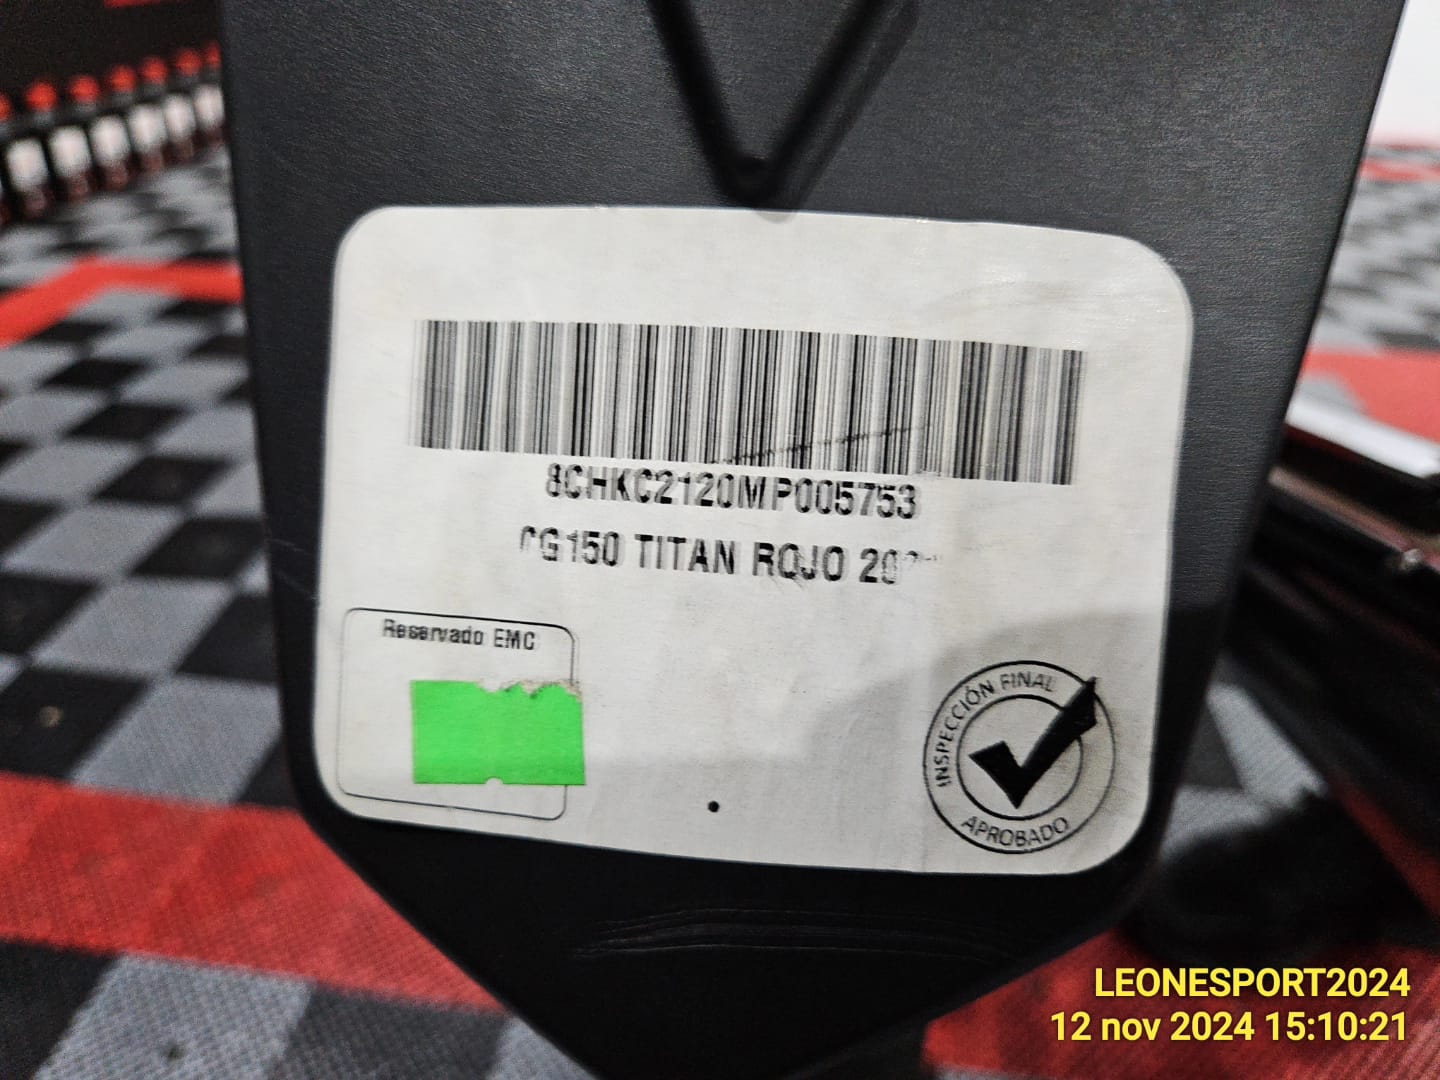 8CHKC2120MP005753
CG150 TITAN ROJO
Reservado EMC
INSPECCIÓN FINAL
APROBADO
LEONESPORT2024
12 nov 2024 15:10:21